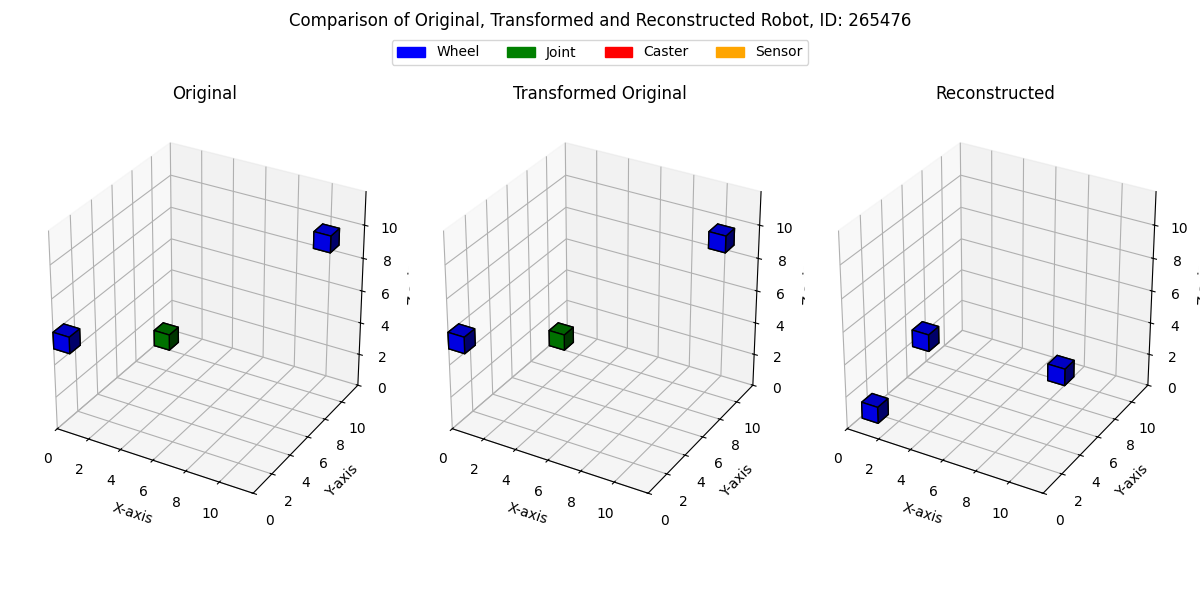 Comparison of Original, Transformed and Reconstructed Robot, ID: 265476
Wheel Joint Caster Sensor
Original
Transformed Original
Reconstructed
0 2 4 6 8 10
X-axis
0 2 4 6 8 10
Y-axis
0 2 4 6 8 10
0 2 4 6 8 10
X-axis
0 2 4 6 8 10
Y-axis
0 2 4 6 8 10
0 2 4 6 8 10
X-axis
0 2 4 6 8 10
Y-axis
0 2 4 6 8 10